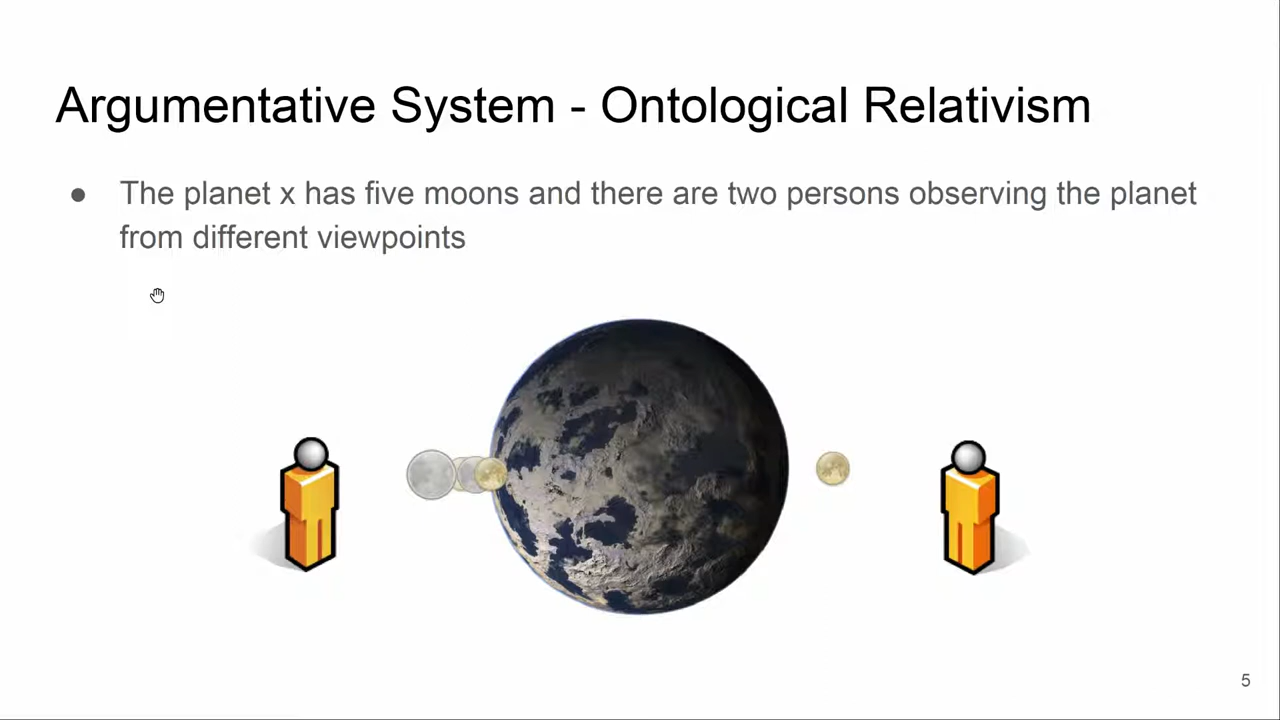 Argumentative System - Ontological Relativism
● The planet x has five moons and there are two persons observing the planet
from different viewpoints
5